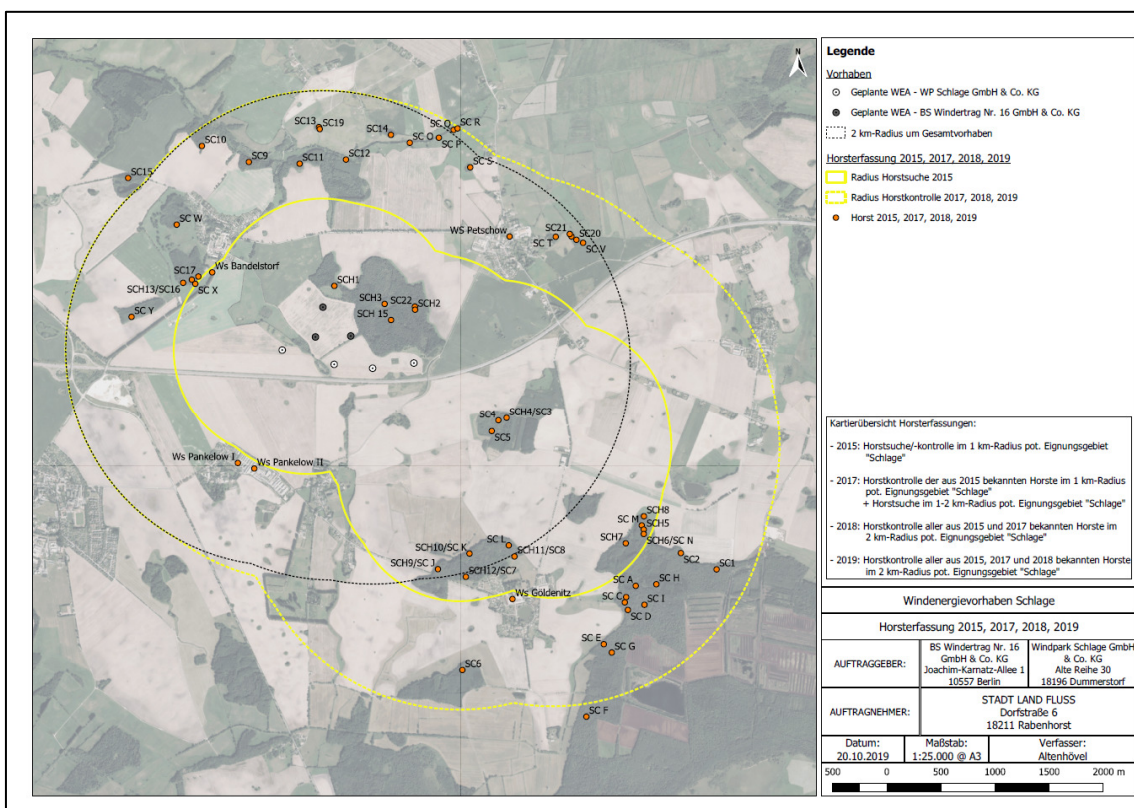 N
SC13
SC19
SC14
SC Q
SC R
SC O
SC P
SC10
SC9
SC11
SC12
SC S
SC15
SC W
WS Petschow
SC21
SC20
SC T
SC V
Ws Bandelstorf
SC17
SCH13/SC16
SC X
SCH1
SCH3
SC22
SCH2
SC Y
SCH 15
SC4
SCH4/SC3
SC5
Ws Pankelow I
Ws Pankelow II
SCH8
SC M
SCH5
SCH7
SCH6/SC N
SC L
SCH10/SC K
SCH11/SC8
SC2
SCH9/SC J
SCH12/SC7
SC1
SC A
SC H
Ws Göldenitz
SC C
SC I
SC D
SC E
SC G
SC6
SC F
Legende
Vorhaben
Geplante WEA - WP Schlage GmbH & Co. KG
Geplante WEA - BS Windertrag Nr. 16 GmbH & Co. KG
2 km-Radius um Gesamtvorhaben
Horsterfassung 2015, 2017, 2018, 2019
Radius Horstsuche 2015
Radius Horstkontrolle 2017, 2018, 2019
Horst 2015, 2017, 2018, 2019
Kartierübersicht Horsterfassungen:
- 2015: Horstsuche/-kontrolle im 1 km-Radius pot. Eignungsgebiet
"Schlage"
- 2017: Horstkontrolle der aus 2015 bekannten Horste im 1 km-Radius
pot. Eignungsgebiet "Schlage"
+ Horstsuche im 1-2 km-Radius pot. Eignungsgebiet "Schlage"
- 2018: Horstkontrolle aller aus 2015 und 2017 bekannten Horste im
2 km-Radius pot. Eignungsgebiet "Schlage"
- 2019: Horstkontrolle aller aus 2015, 2017 und 2018 bekannten Horste
im 2 km-Radius pot. Eignungsgebiet "Schlage"
Windenergievorhaben Schlage
Horsterfassung 2015, 2017, 2018, 2019
AUFTRAGGEBER:
BS Windertrag Nr. 16
GmbH & Co. KG
Joachim-Karnatz-Allee 1
10557 Berlin
Windpark Schlage GmbH
& Co. KG
Alte Reihe 30
18196 Dummerstorf
AUFTRAGNEHMER:
STADT LAND FLUSS
Dorfstraße 6
18211 Rabenhorst
Datum:
20.10.2019
Maßstab:
1:25.000 @ A3
Verfasser:
Altenhövel
500 0 500 1000 1500 2000 m